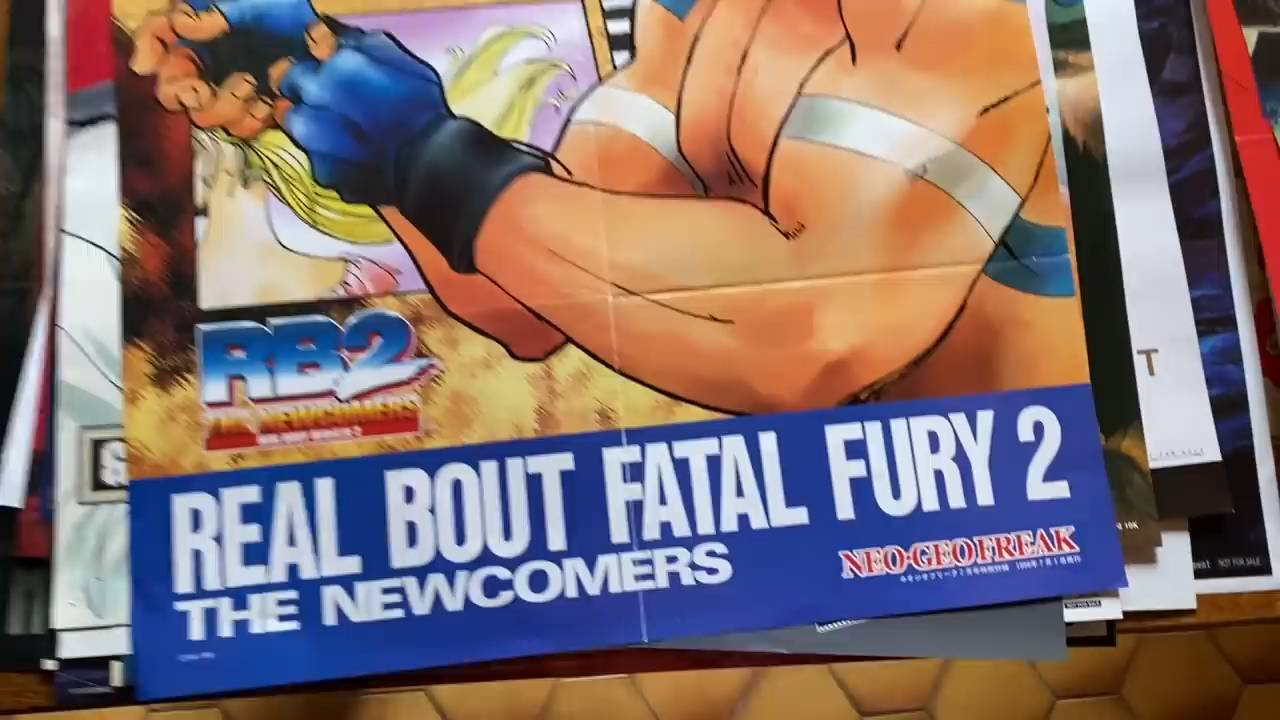 RB2
THE NEWCOMERS
REAL BOUT FATAL FURY 2
THE NEWCOMERS
NEO•GEO FREAK
T
NOT FOR SALE